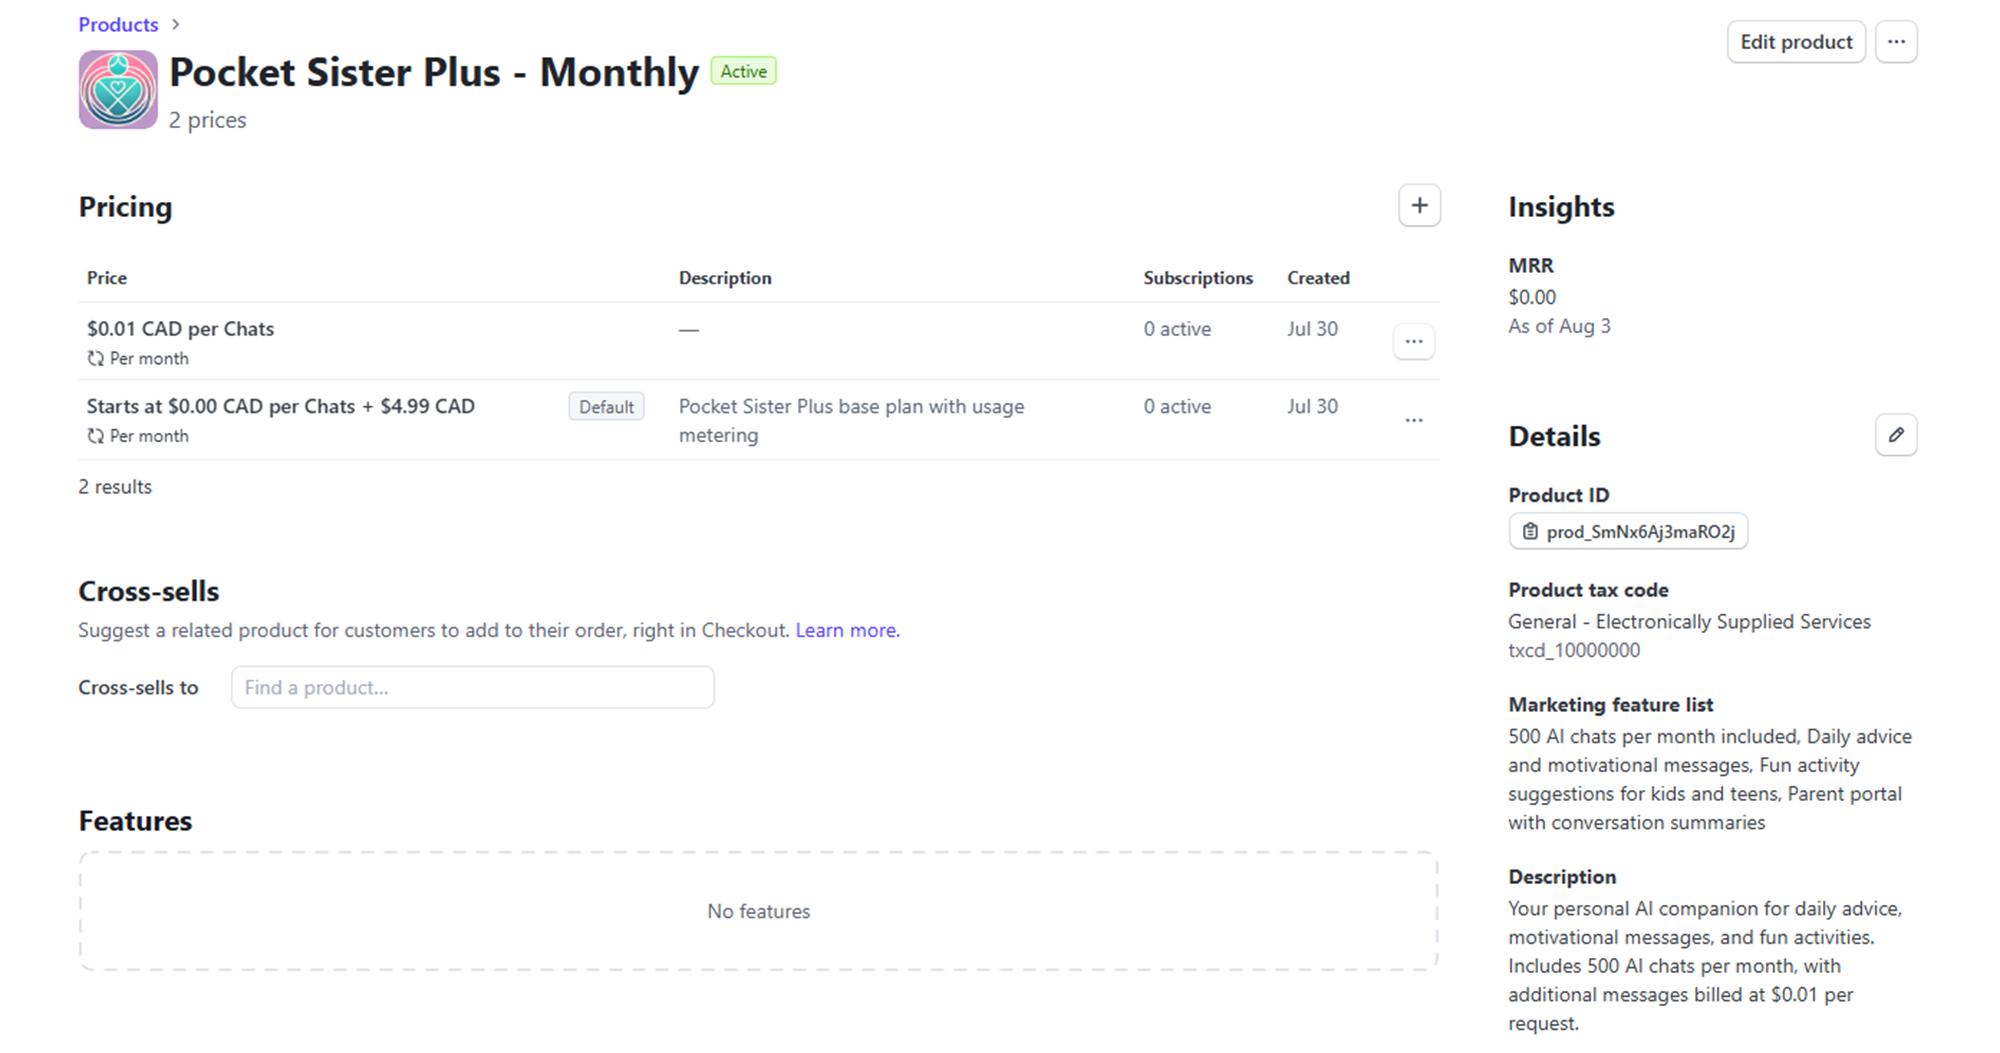 Products
Pocket Sister Plus - Monthly Active
2 prices
Edit product
Pricing
Price Description Subscriptions Created
$0.01 CAD per Chats — 0 active Jul 30
Per month
Starts at $0.00 CAD per Chats + $4.99 CAD Default Pocket Sister Plus base plan with usage 0 active Jul 30
Per month metering
2 results
Cross-sells
Suggest a related product for customers to add to their order, right in Checkout. Learn more.
Cross-sells to Find a product...
Features
No features
Insights
MRR
$0.00
As of Aug 3
Details
Product ID
prod_SmNx6Aj3maRO2j
Product tax code
General - Electronically Supplied Services
txcd_10000000
Marketing feature list
500 AI chats per month included, Daily advice
and motivational messages, Fun activity
suggestions for kids and teens, Parent portal
with conversation summaries
Description
Your personal AI companion for daily advice,
motivational messages, and fun activities.
Includes 500 AI chats per month, with
additional messages billed at $0.01 per
request.